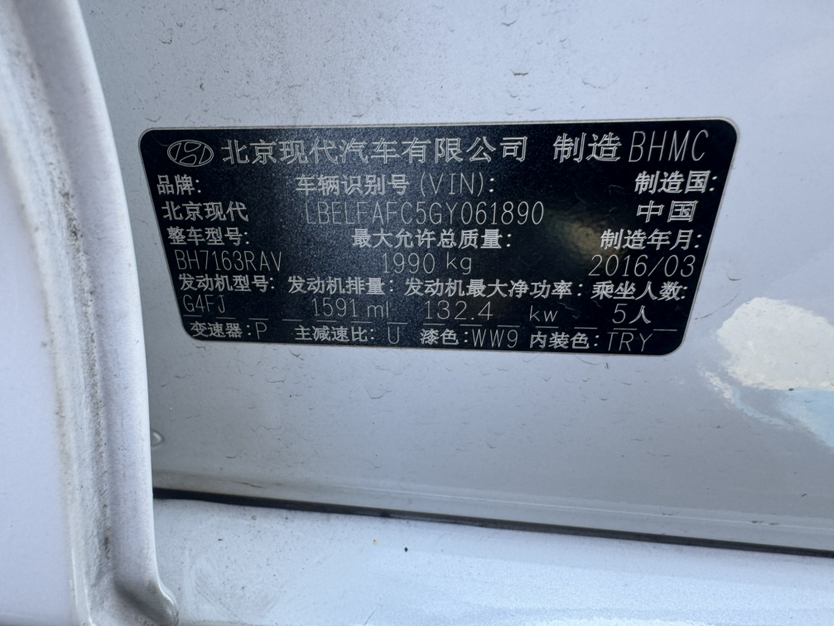 北京现代汽车有限公司 制造 BHMC
品牌: 车辆识别号(VIN): 制造国:
北京现代 LBELFAFC5GY061890 中国
整车型号: 最大允许总质量: 制造年月:
BH7163RAV 1990 kg 2016/03
发动机型号: 发动机排量: 发动机最大净功率: 乘坐人数:
G4FJ 1591 ml 132.4 kw 5人
变速器: P 主减速比: U 漆色: WW9 内装色: TRY